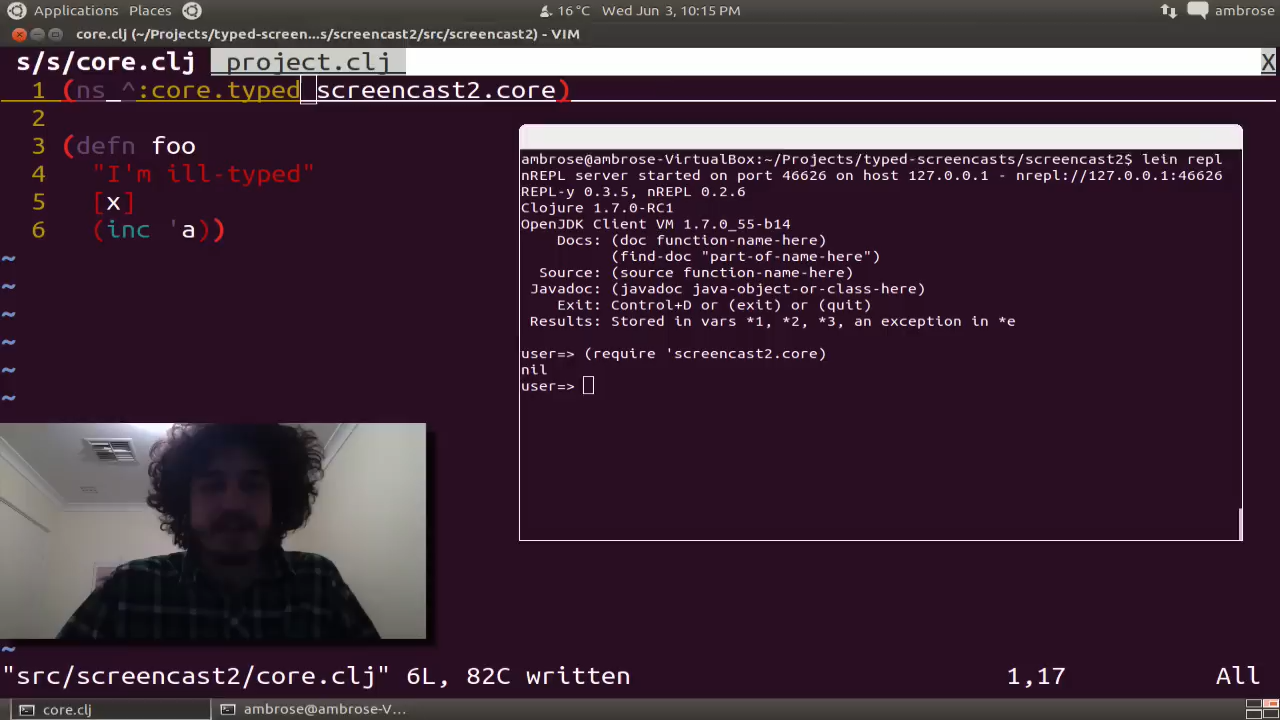 Applications Places 16 °C Wed Jun 3, 10:15 PM ambrose
core.clj (~/Projects/typed-screen...s/screencast2/src/screencast2) - VIM
s/s/core.clj project.clj X
1 (ns ^:core.typed screencast2.core)
2
3 (defn foo
4 "I'm ill-typed"
5 [x]
6 (inc 'a))
~
~
~
~
~
~
~
ambrose@ambrose-VirtualBox:~/Projects/typed-screencasts/screencast2$ lein repl
nREPL server started on port 46626 on host 127.0.0.1 - nrepl://127.0.0.1:46626
REPL-y 0.3.5, nREPL 0.2.6
Clojure 1.7.0-RC1
OpenJDK Client VM 1.7.0_55-b14
Docs: (doc function-name-here)
(find-doc "part-of-name-here")
Source: (source function-name-here)
Javadoc: (javadoc java-object-or-class-here)
Exit: Control+D or (exit) or (quit)
Results: Stored in vars *1, *2, *3, an exception in *e
user=> (require 'screencast2.core)
nil
user=>
"src/screencast2/core.clj" 6L, 82C written 1,17 All
core.clj ambrose@ambrose-V...